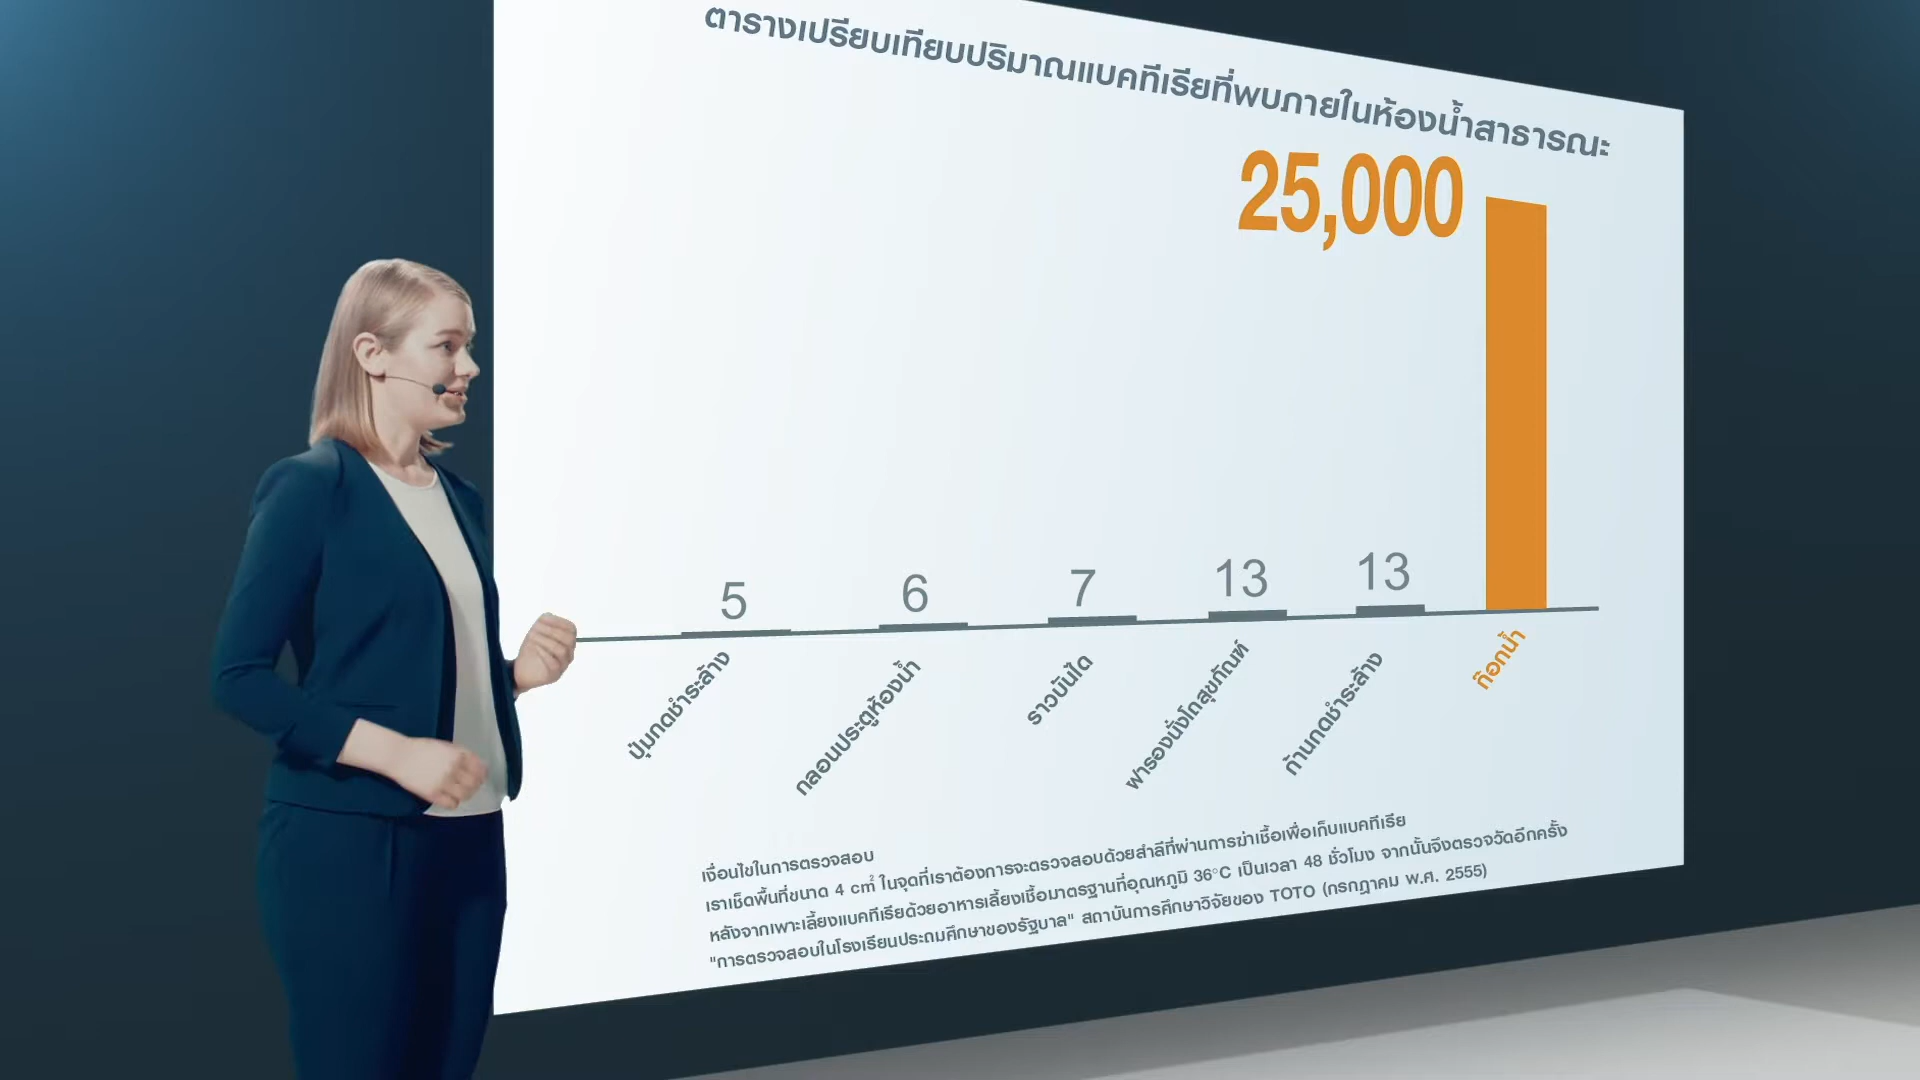 ตารางเปรียบเทียบปริมาณแบคทีเรียที่พบภายในห้องน้ำสาธารณะ
25,000
5
6
7
13
13
ปุ่มกดชำระล้าง
กลอนประตูห้องน้ำ
ราวบันได
ฝารองนั่งโถสุขภัณฑ์
ก้านกดชำระล้าง
ก๊อกน้ำ
เงื่อนไขในการตรวจสอบ
เราเช็ดพื้นที่ขนาด 4 cm² ในจุดที่เราต้องการจะตรวจสอบด้วยสำลีที่ผ่านการฆ่าเชื้อเพื่อเก็บแบคทีเรีย
หลังจากเพาะเลี้ยงแบคทีเรียด้วยอาหารเลี้ยงเชื้อมาตรฐานที่อุณหภูมิ 36°C เป็นเวลา 48 ชั่วโมง จากนั้นจึงตรวจวัดอีกครั้ง
"การตรวจสอบในโรงเรียนประถมศึกษาของรัฐบาล" สถาบันการศึกษาวิจัยของ TOTO (กรกฎาคม พ.ศ. 2555)